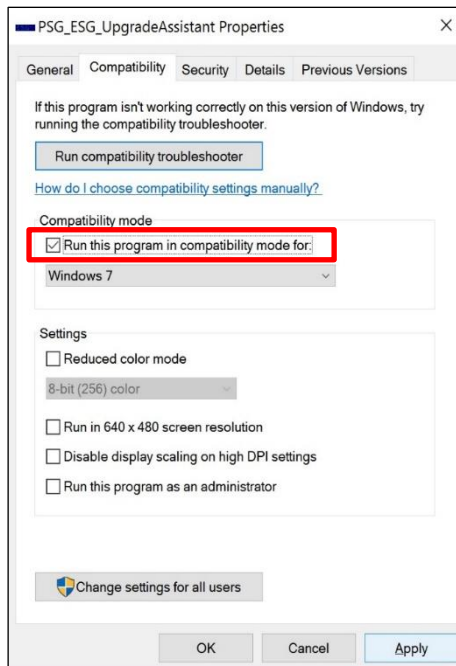 PSG_ESG_UpgradeAssistant Properties
General Compatibility Security Details Previous Versions
If this program isn't working correctly on this version of Windows, try
running the compatibility troubleshooter.
Run compatibility troubleshooter
How do I choose compatibility settings manually?
Compatibility mode
Run this program in compatibility mode for:
Windows 7
Settings
Reduced color mode
8-bit (256) color
Run in 640 x 480 screen resolution
Disable display scaling on high DPI settings
Run this program as an administrator
Change settings for all users
OK Cancel Apply